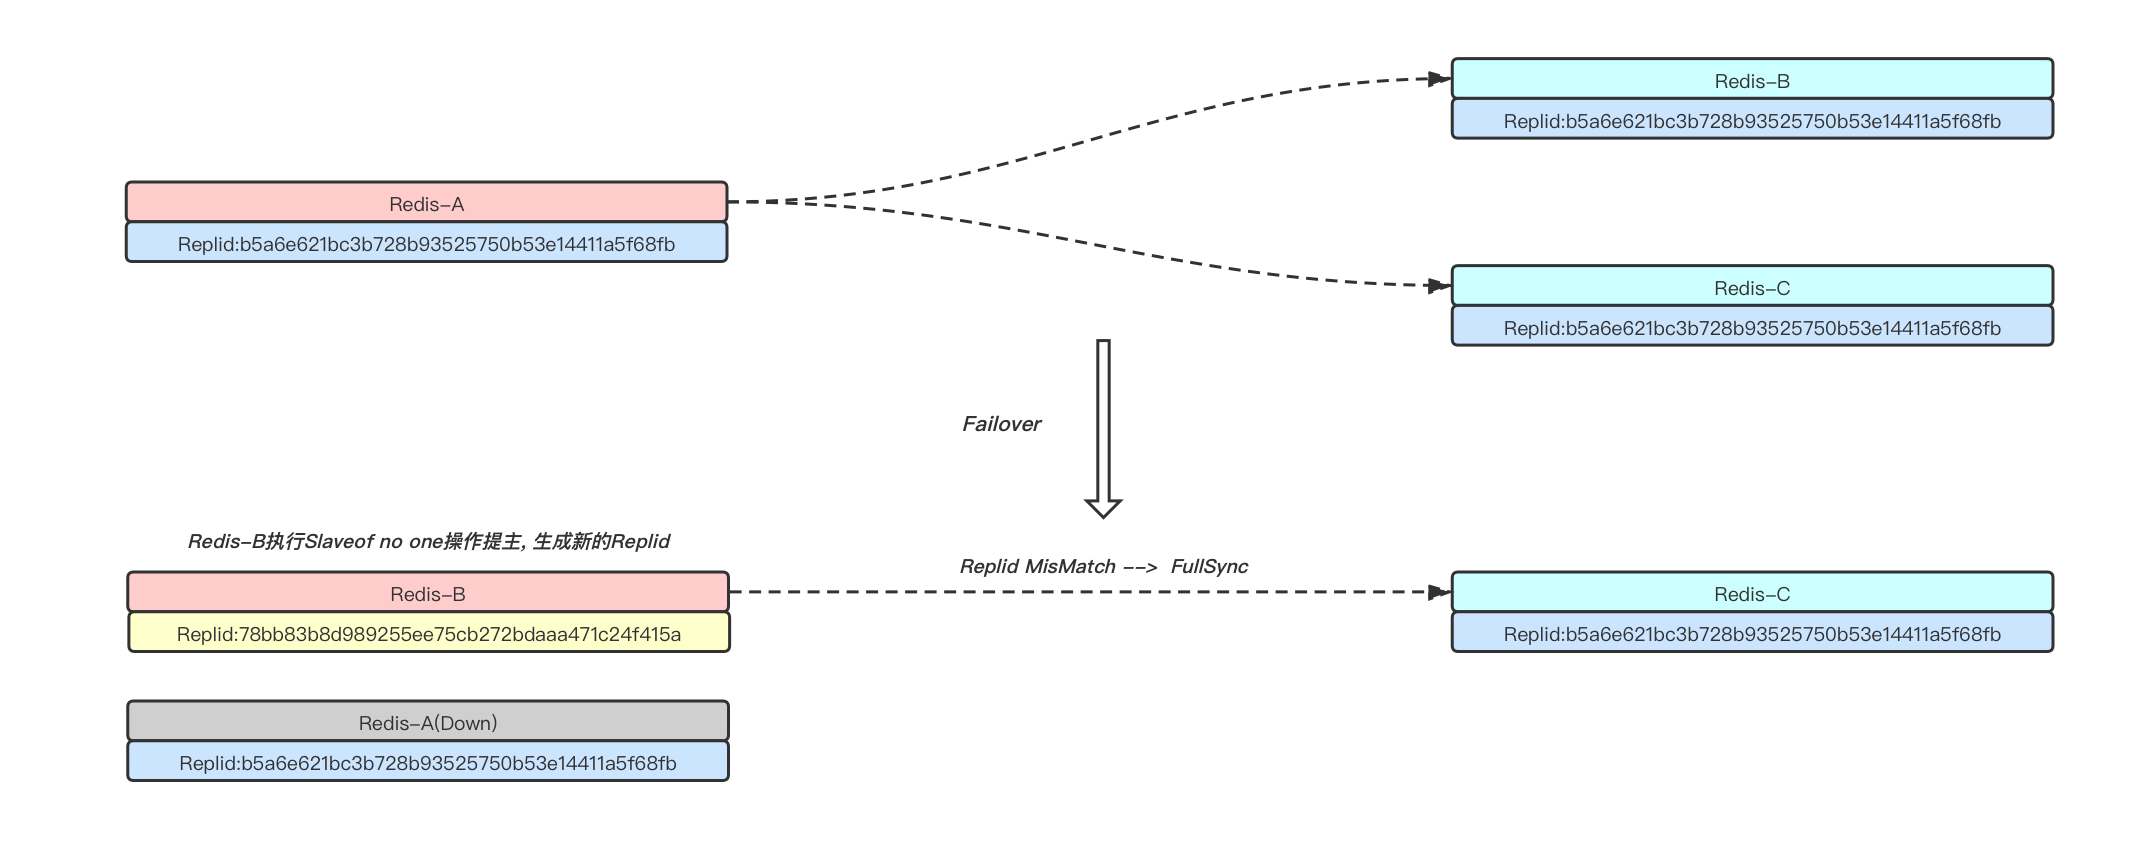 Redis-B
Replid:b5a6e621bc3b728b93525750b53e14411a5f68fb
Redis-A
Replid:b5a6e621bc3b728b93525750b53e14411a5f68fb
Redis-C
Replid:b5a6e621bc3b728b93525750b53e14411a5f68fb
Failover
Redis-B执行Slaveof no one操作提主, 生成新的Replid
Replid MisMatch --> FullSync
Redis-B
Replid:78bb83b8d989255ee75cb272bdaaa471c24f415a
Redis-C
Replid:b5a6e621bc3b728b93525750b53e14411a5f68fb
Redis-A(Down)
Replid:b5a6e621bc3b728b93525750b53e14411a5f68fb